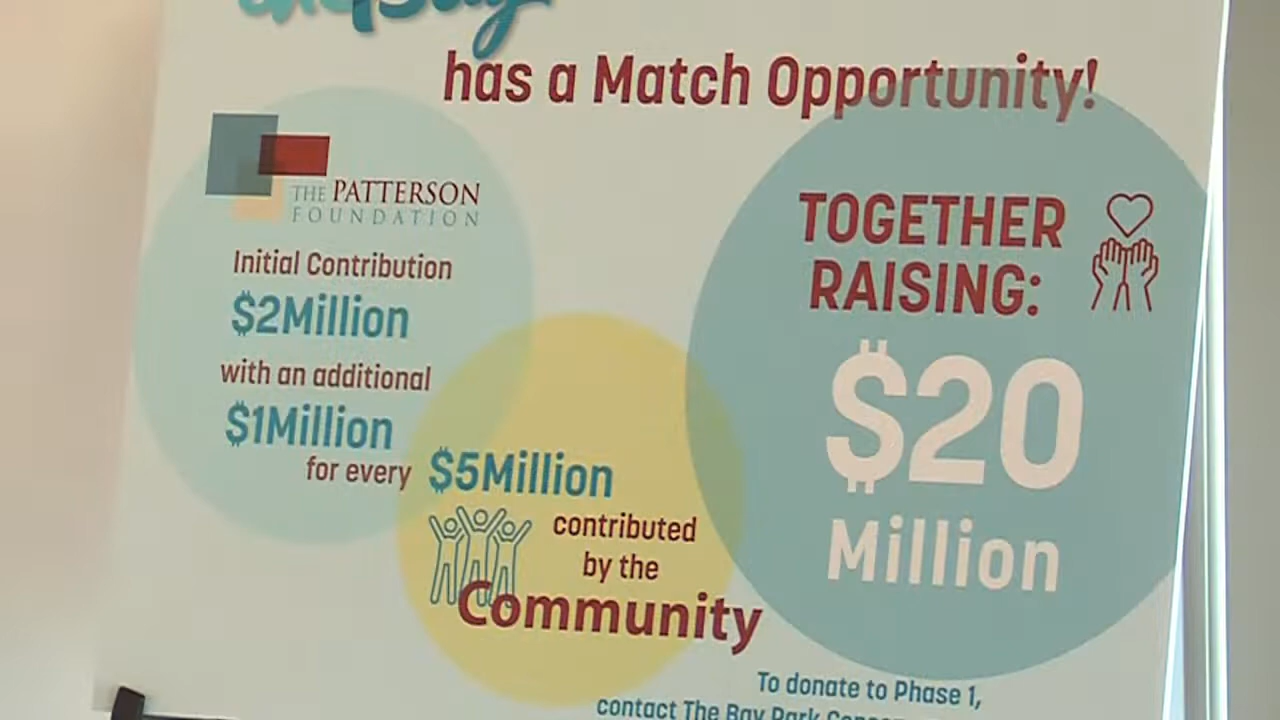 has a Match Opportunity!
THE PATTERSON
FOUNDATION
Initial Contribution
$2Million
with an additional
$1Million
for every
$5Million
contributed
by the
Community
TOGETHER
RAISING:
$20
Million
To donate to Phase 1,
contact The Bay Park